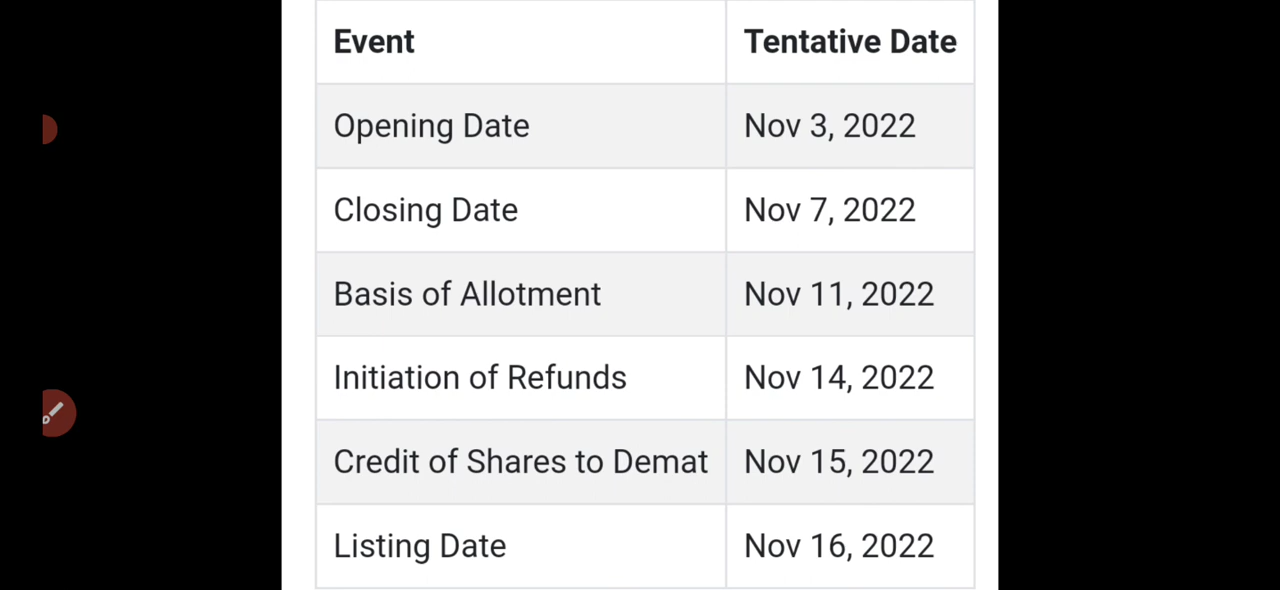 Event Tentative Date
Opening Date Nov 3, 2022
Closing Date Nov 7, 2022
Basis of Allotment Nov 11, 2022
Initiation of Refunds Nov 14, 2022
Credit of Shares to Demat Nov 15, 2022
Listing Date Nov 16, 2022